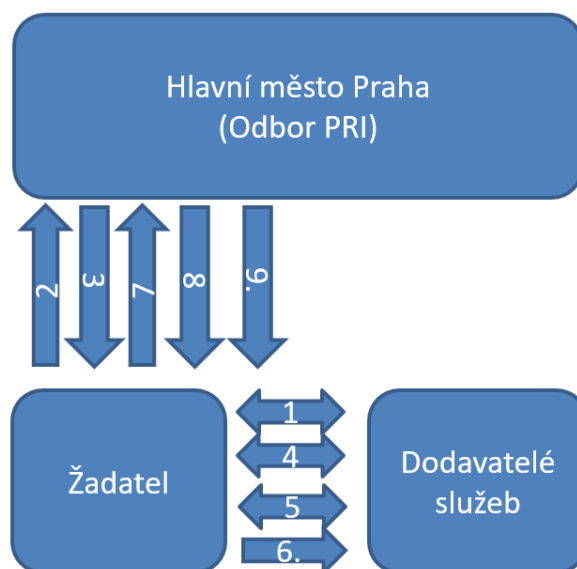 Hlavní město Praha
(Odbor PRI)
2
3
7
8
9.
Žadatel
1
4
5
6.
Dodavatelé
služeb